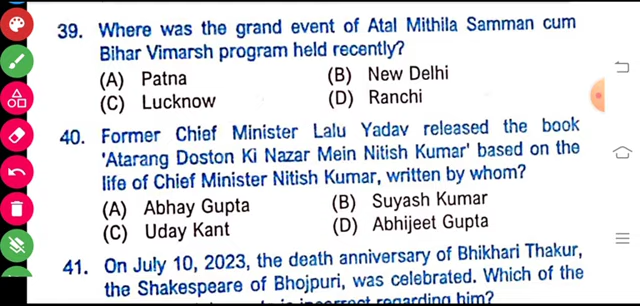 39. Where was the grand event of Atal Mithila Samman cum
Bihar Vimarsh program held recently?
(A) Patna (B) New Delhi
(C) Lucknow (D) Ranchi
40. Former Chief Minister Lalu Yadav released the book
'Atarang Doston Ki Nazar Mein Nitish Kumar' based on the
life of Chief Minister Nitish Kumar, written by whom?
(A) Abhay Gupta (B) Suyash Kumar
(C) Uday Kant (D) Abhijeet Gupta
41. On July 10, 2023, the death anniversary of Bhikhari Thakur,
the Shakespeare of Bhojpuri, was celebrated. Which of the
regarding him?